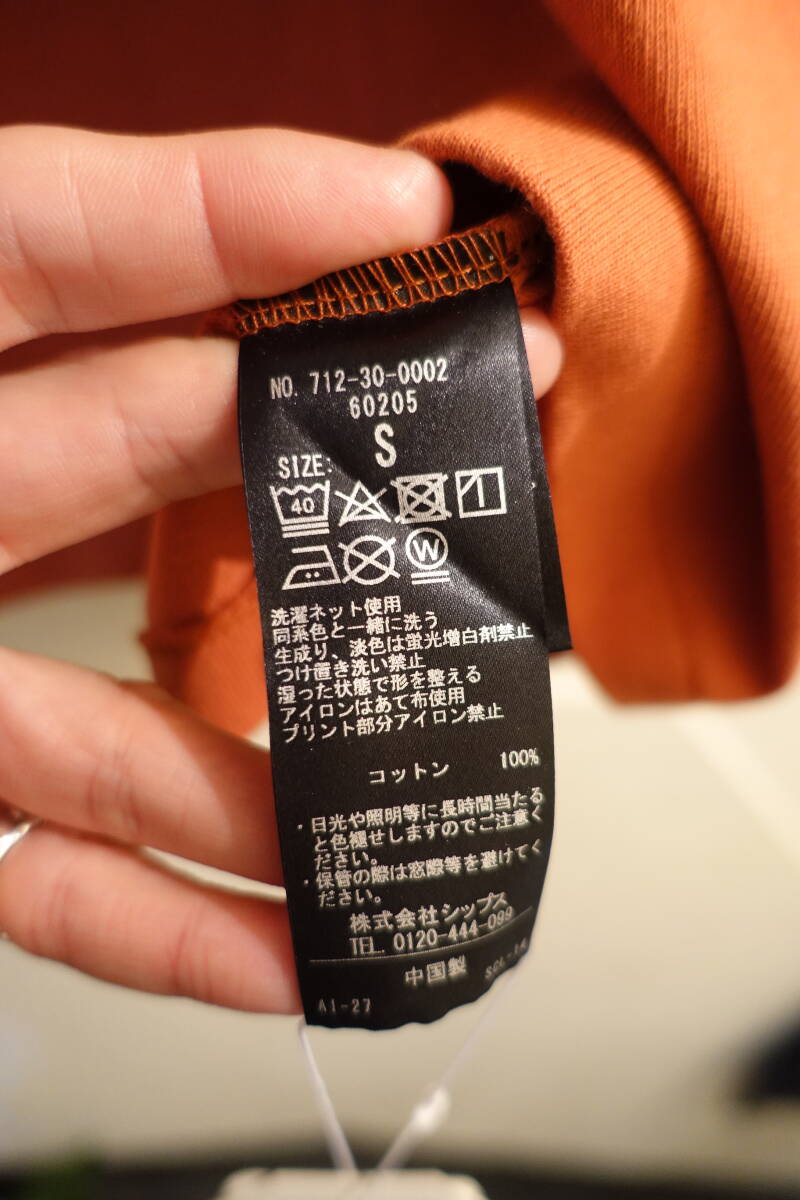 NO. 712-30-0002
60205
SIZE: S
40
W
洗濯ネット使用
同系色と一緒に洗う
生成り、淡色は蛍光増白剤禁止
つけ置き洗い禁止
湿った状態で形を整える
アイロンはあて布使用
プリント部分アイロン禁止
コットン 100%
・日光や照明等に長時間当たる
と色褪せしますのでご注意く
ださい。
・保管の際は窓際等を避けてく
ださい。
株式会社シップス
TEL. 0120-444-099
中国製
AI-27